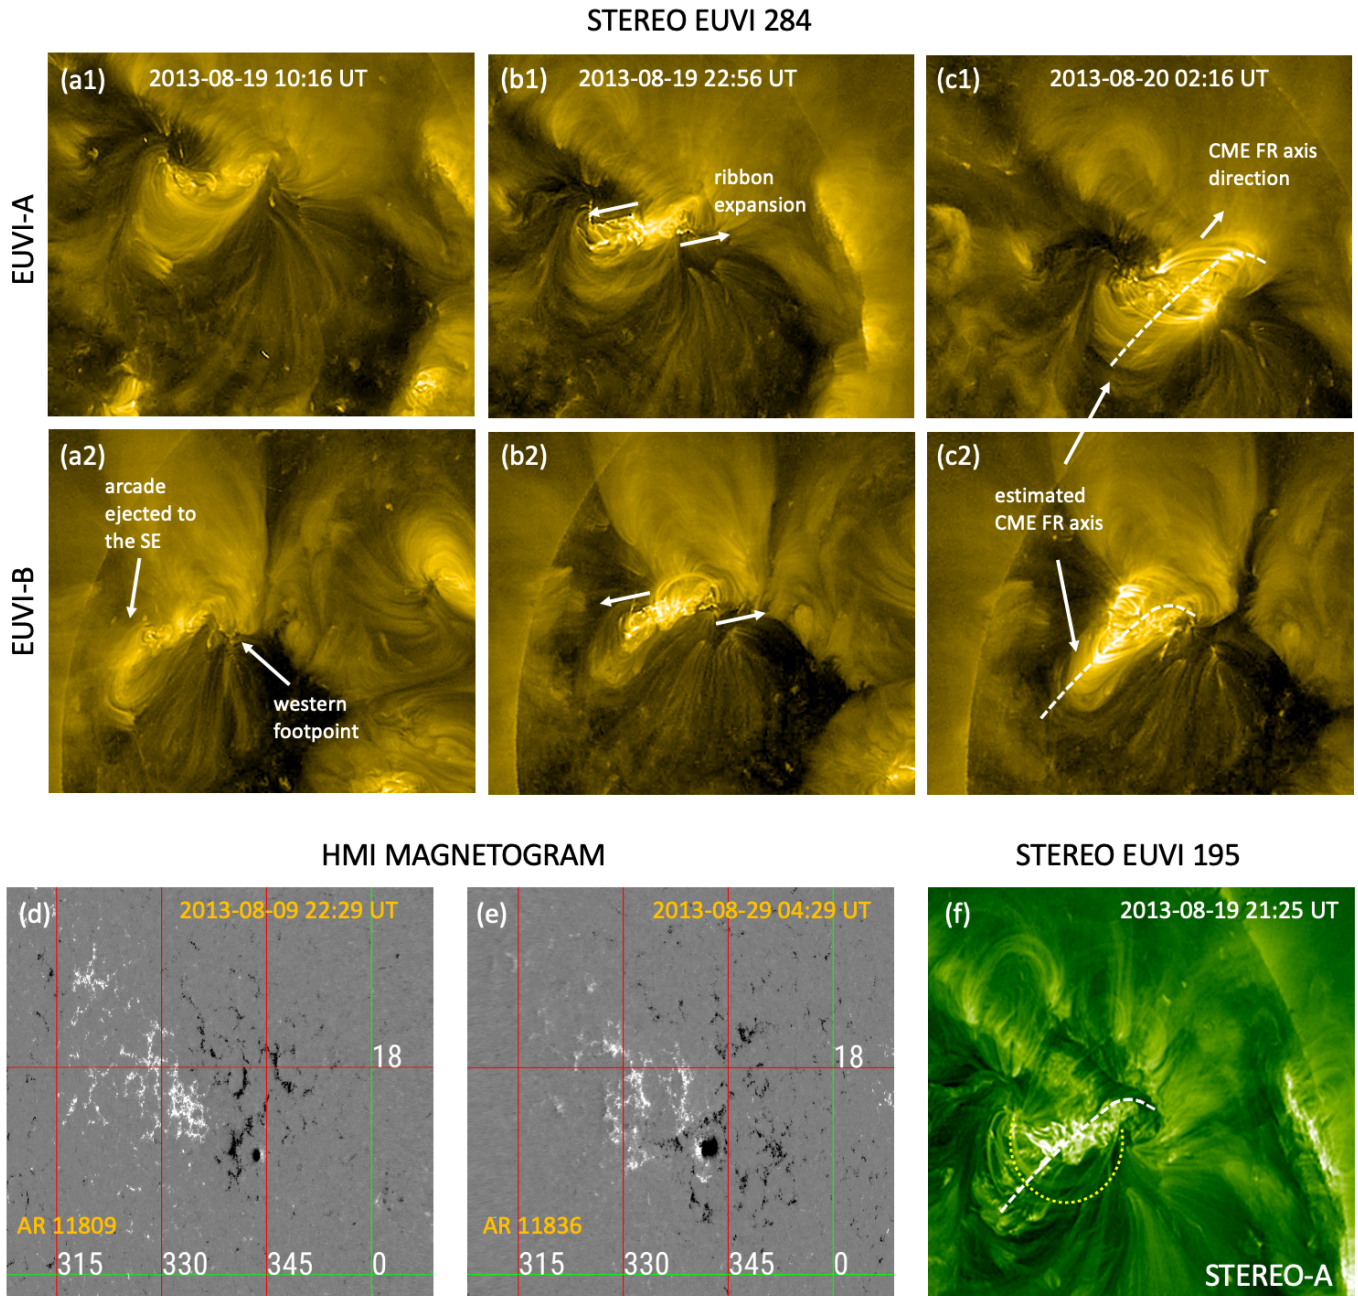 STEREO EUVI 284
EUVI-A
(a1) 2013-08-19 10:16 UT
(b1) 2013-08-19 22:56 UT
ribbon
expansion
(c1) 2013-08-20 02:16 UT
CME FR axis
direction
EUVI-B
(a2)
arcade
ejected to
the SE
western
footpoint
(b2)
(c2)
estimated
CME FR axis
HMI MAGNETOGRAM
STEREO EUVI 195
(d) 2013-08-09 22:29 UT
18
AR 11809
315 330 345 0
(e) 2013-08-29 04:29 UT
18
AR 11836
315 330 345 0
(f) 2013-08-19 21:25 UT
STEREO-A